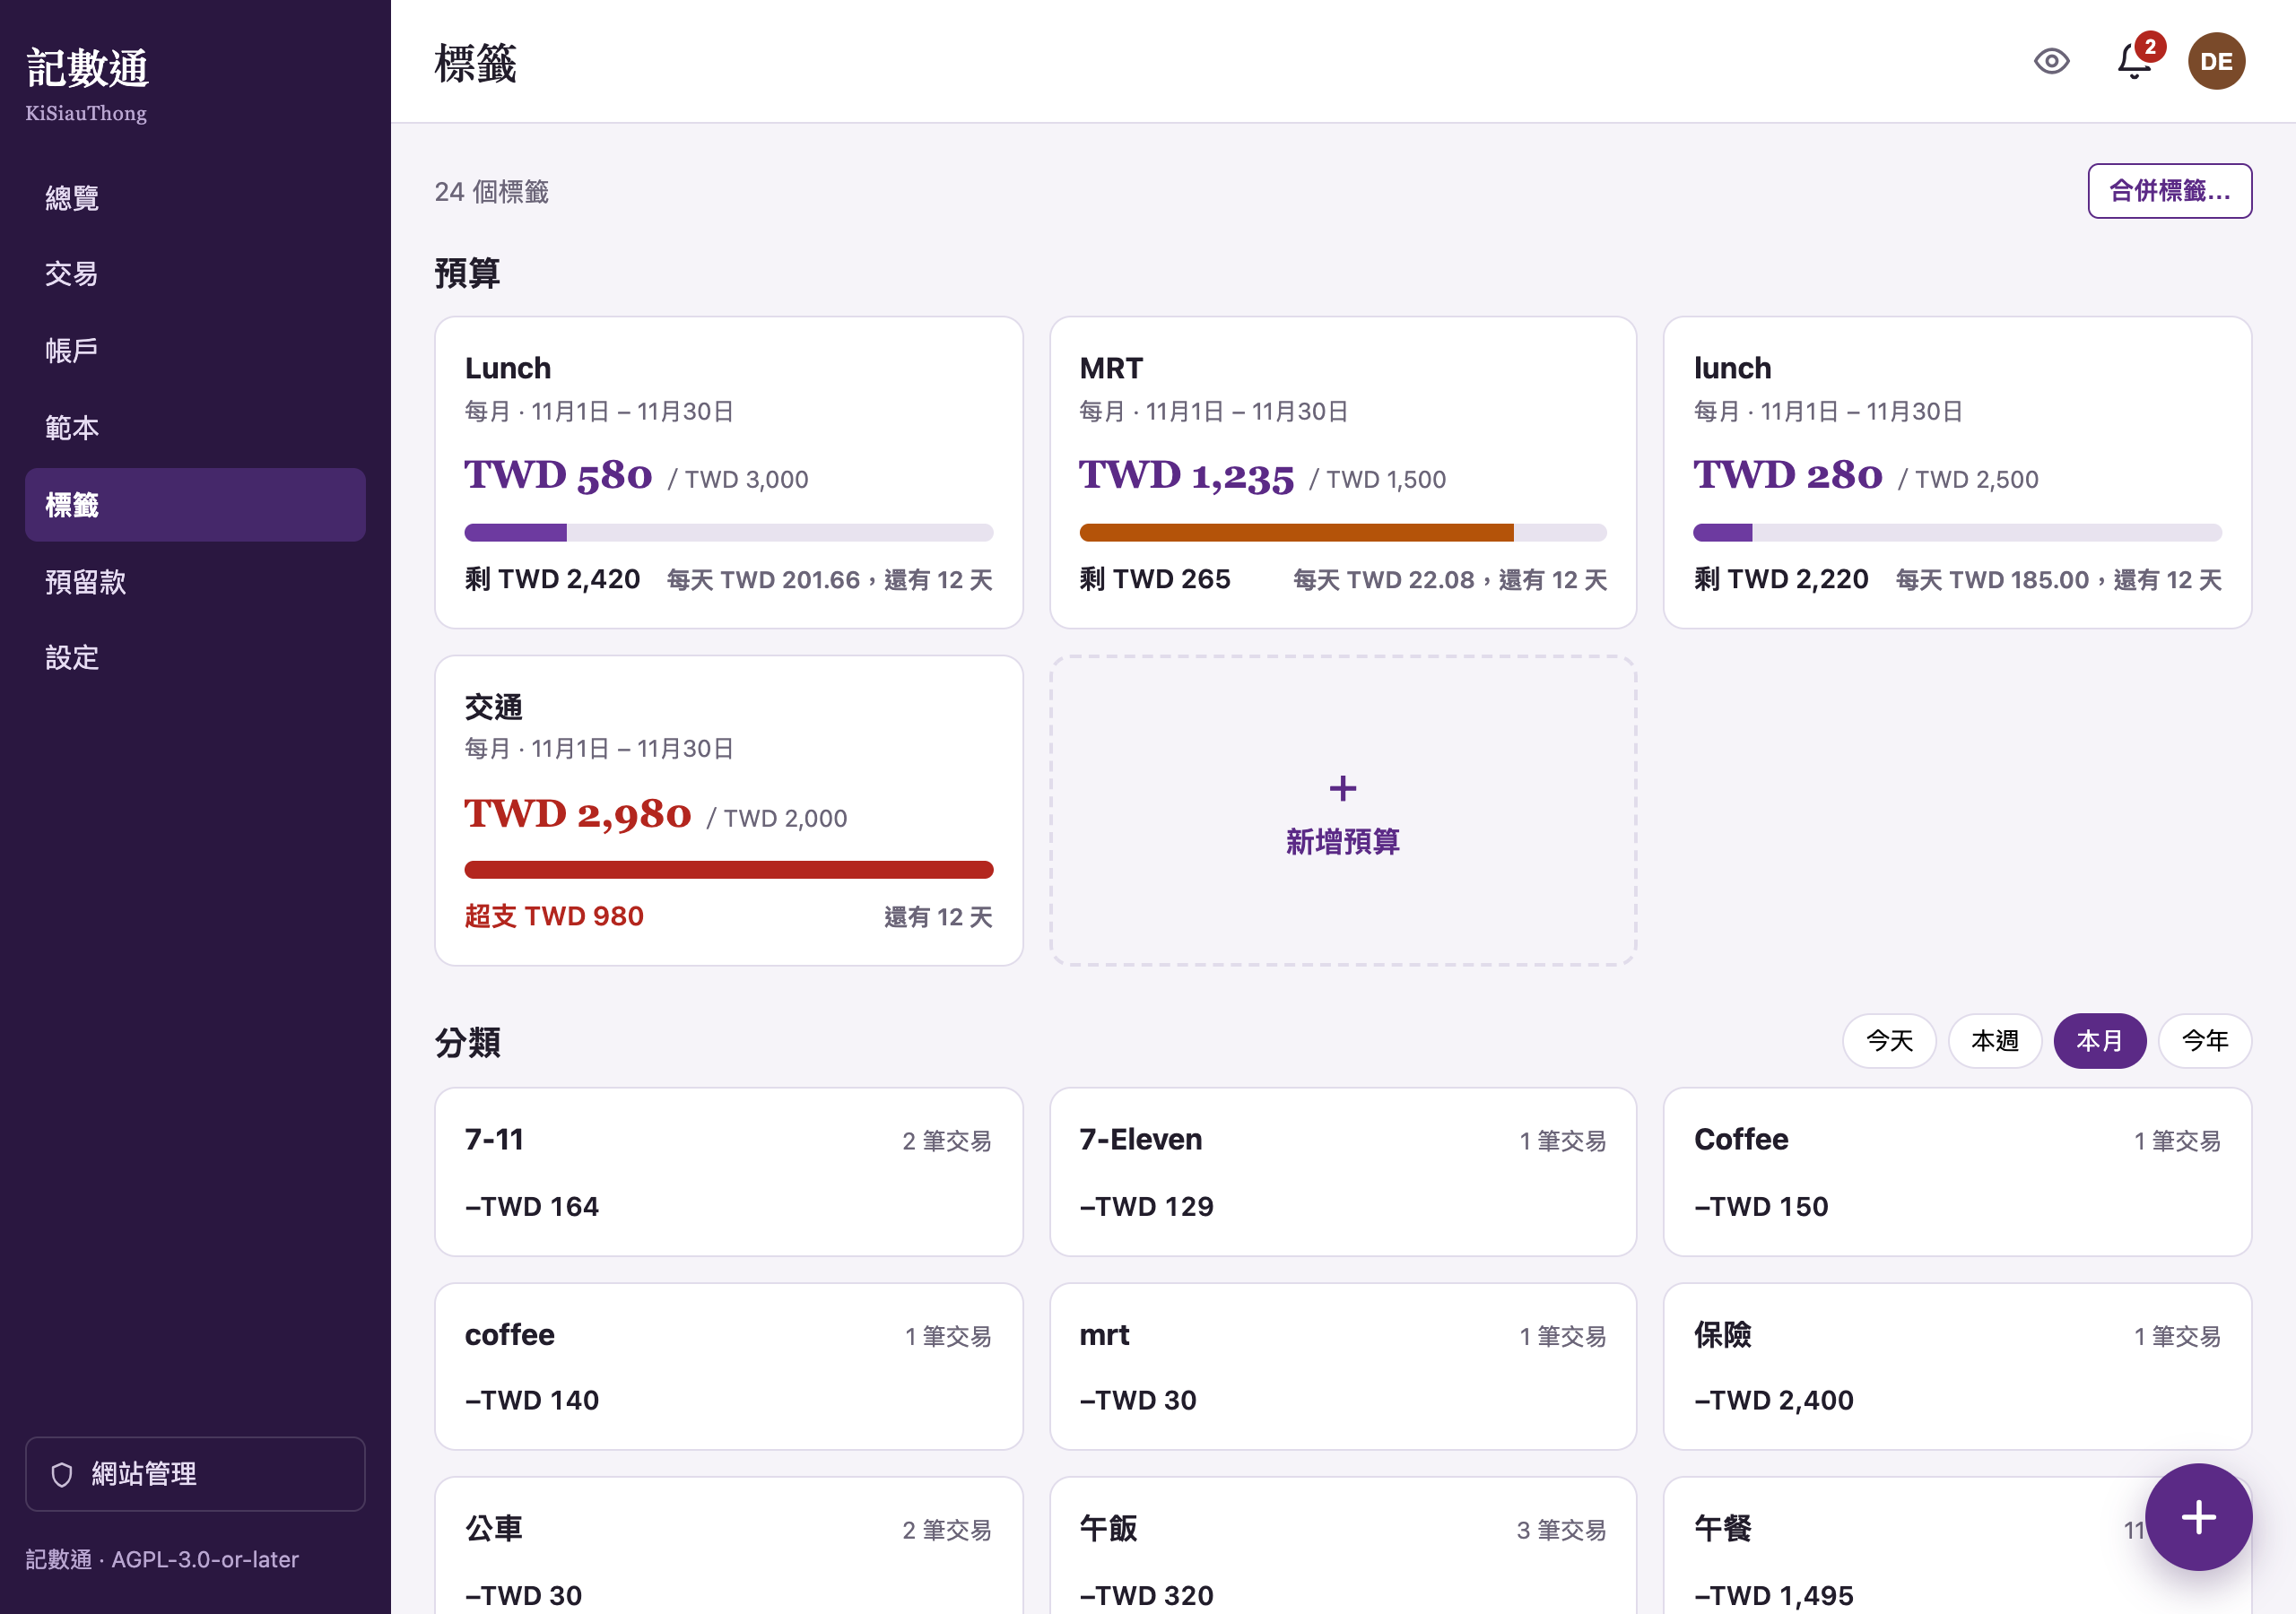 記數通
KiSiauThong
總覽
交易
帳戶
範本
標籤
預留款
設定
網站管理
記數通 · AGPL-3.0-or-later
標籤
2
DE
24 個標籤
合併標籤...
預算
Lunch
每月 · 11月1日 – 11月30日
TWD 580 / TWD 3,000
剩 TWD 2,420 每天 TWD 201.66，還有 12 天
MRT
每月 · 11月1日 – 11月30日
TWD 1,235 / TWD 1,500
剩 TWD 265 每天 TWD 22.08，還有 12 天
lunch
每月 · 11月1日 – 11月30日
TWD 280 / TWD 2,500
剩 TWD 2,220 每天 TWD 185.00，還有 12 天
交通
每月 · 11月1日 – 11月30日
TWD 2,980 / TWD 2,000
超支 TWD 980 還有 12 天
+
新增預算
分類
今天 本週 本月 今年
7-11 2 筆交易
–TWD 164
7-Eleven 1 筆交易
–TWD 129
Coffee 1 筆交易
–TWD 150
coffee 1 筆交易
–TWD 140
mrt 1 筆交易
–TWD 30
保險 1 筆交易
–TWD 2,400
公車 2 筆交易
–TWD 30
午飯 3 筆交易
–TWD 320
午餐 11
–TWD 1,495
+